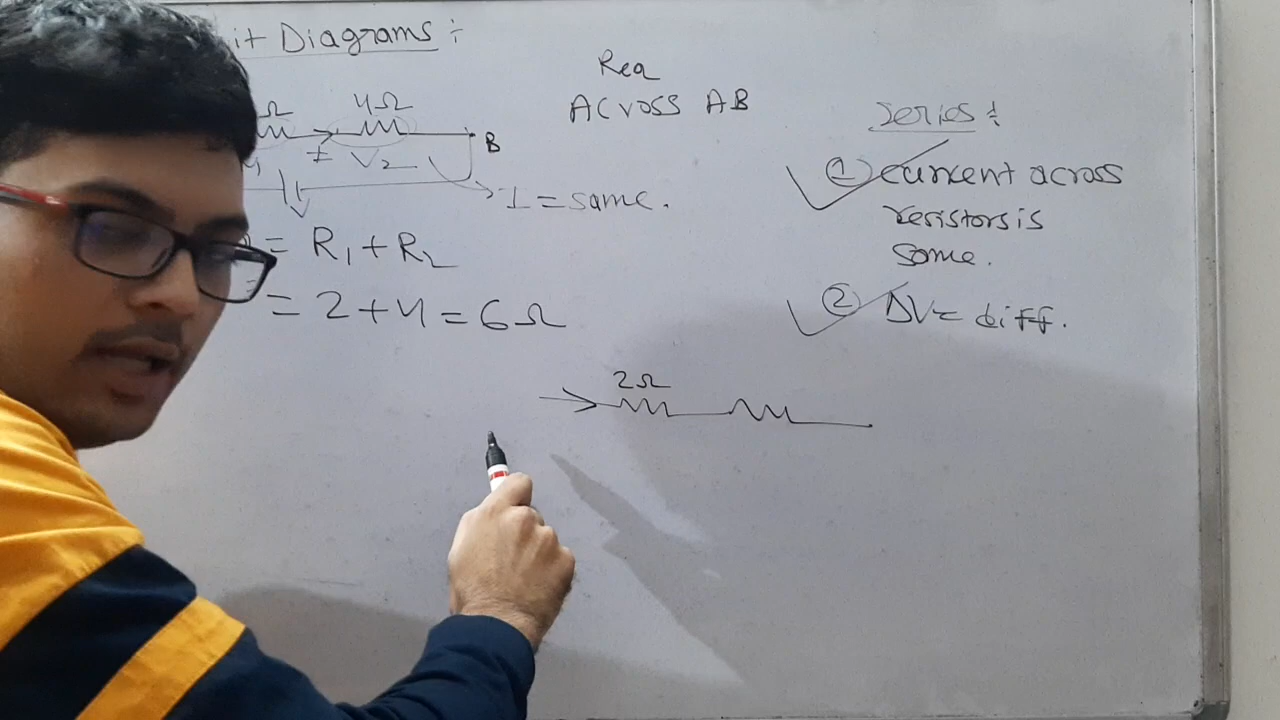 it Diagrams :
Req
Across AB
Ω 4Ω
B
+ V2 –
I = same.
= R1 + R2
= 2 + 4 = 6Ω
series :
① current across
resistors is
same.
② ΔV = diff.
2Ω